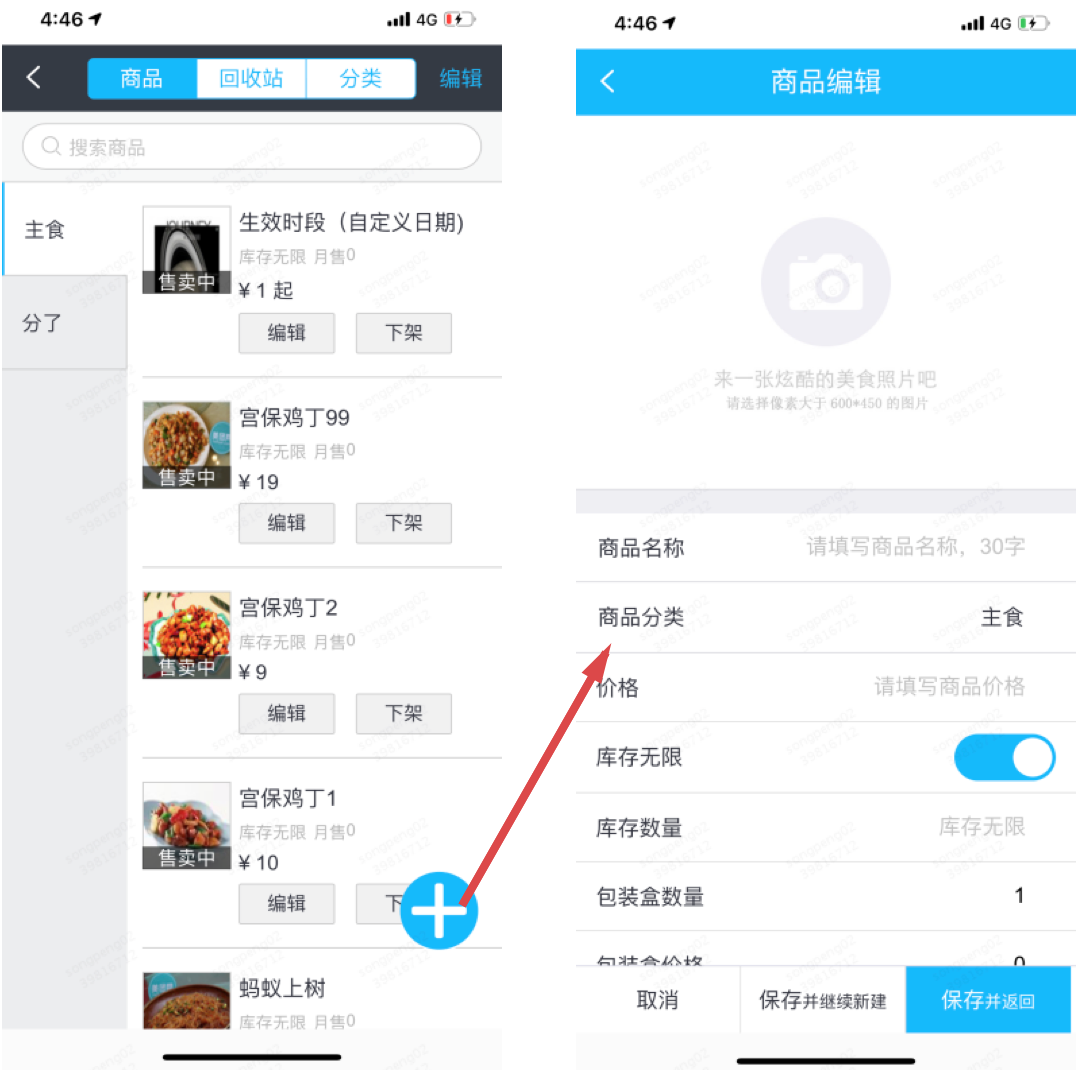 4:46
4G
商品
回收站
分类
编辑
搜索商品
主食
分了
JOURNEY
售卖中
生效时段（自定义日期)
库存无限 月售0
¥ 1 起
编辑
下架
售卖中
宫保鸡丁99
库存无限 月售0
¥ 19
编辑
下架
售卖中
宫保鸡丁2
库存无限 月售0
¥ 9
编辑
下架
售卖中
宫保鸡丁1
库存无限 月售0
¥ 10
编辑
下
蚂蚁上树
库存无限 月售0
4:46
4G
商品编辑
来一张炫酷的美食照片吧
请选择像素大于 600*450 的图片
商品名称
请填写商品名称，30字
商品分类
主食
价格
请填写商品价格
库存无限
库存数量
库存无限
包装盒数量
1
包装盒价格
0
取消
保存并继续新建
保存并返回
songpeng02
39816712